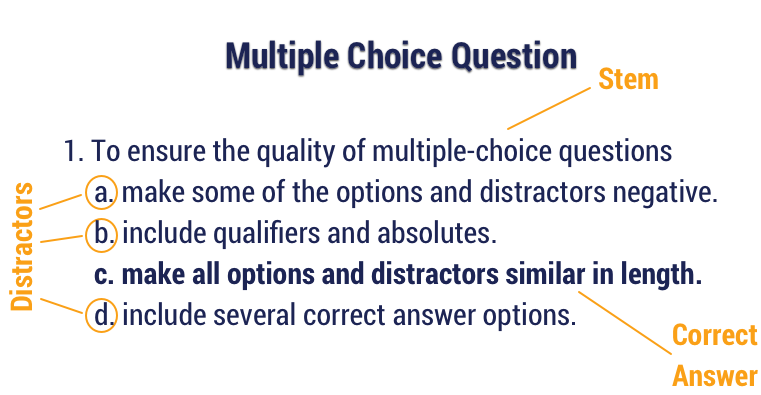 Multiple Choice Question
Stem
1. To ensure the quality of multiple-choice questions
a. make some of the options and distractors negative.
b. include qualifiers and absolutes.
c. make all options and distractors similar in length.
d. include several correct answer options.
Distractors
Correct
Answer